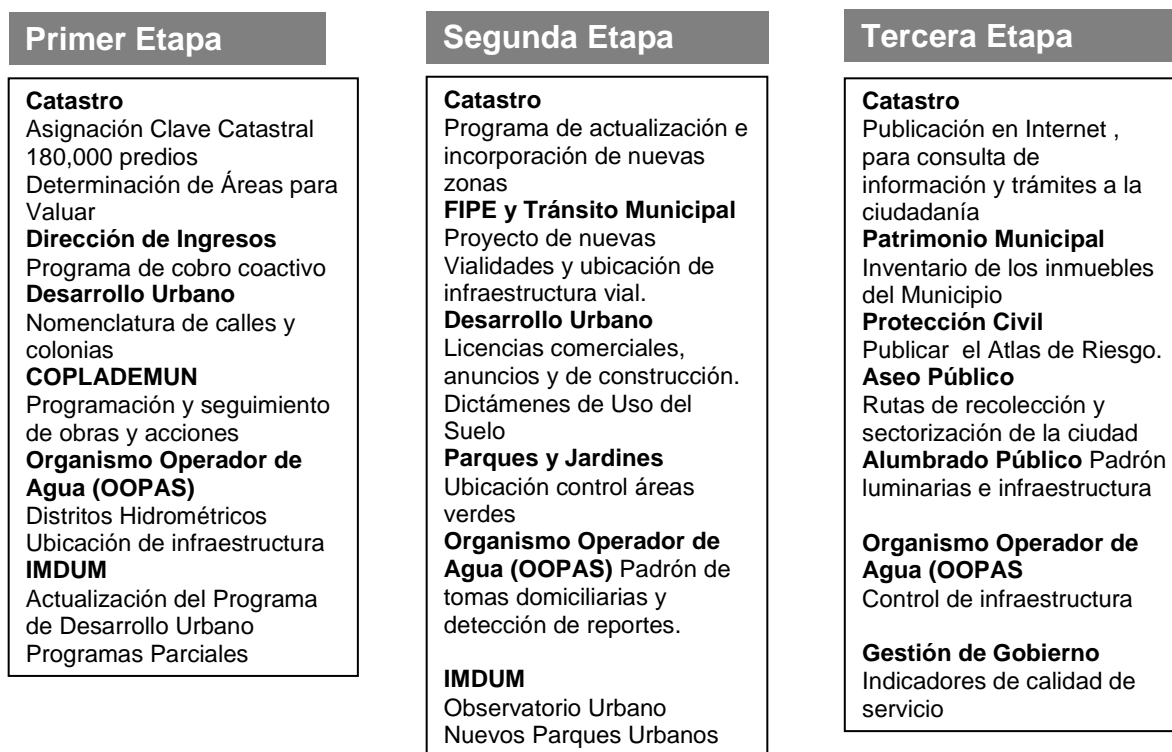 Primer Etapa
Catastro
Asignación Clave Catastral
180,000 predios
Determinación de Áreas para
Valuar
Dirección de Ingresos
Programa de cobro coactivo
Desarrollo Urbano
Nomenclatura de calles y
colonias
COPLADEMUN
Programación y seguimiento
de obras y acciones
Organismo Operador de
Agua (OOPAS)
Distritos Hidrométricos
Ubicación de infraestructura
IMDUM
Actualización del Programa
de Desarrollo Urbano
Programas Parciales
Segunda Etapa
Catastro
Programa de actualización e
incorporación de nuevas
zonas
FIPE y Tránsito Municipal
Proyecto de nuevas
Vialidades y ubicación de
infraestructura vial.
Desarrollo Urbano
Licencias comerciales,
anuncios y de construcción.
Dictámenes de Uso del
Suelo
Parques y Jardines
Ubicación control áreas
verdes
Organismo Operador de
Agua (OOPAS) Padrón de
tomas domiciliarias y
detección de reportes.
IMDUM
Observatorio Urbano
Nuevos Parques Urbanos
Tercera Etapa
Catastro
Publicación en Internet ,
para consulta de
información y trámites a la
ciudadanía
Patrimonio Municipal
Inventario de los inmuebles
del Municipio
Protección Civil
Publicar  el Atlas de Riesgo.
Aseo Público
Rutas de recolección y
sectorización de la ciudad
Alumbrado Público Padrón
luminarias e infraestructura
Organismo Operador de
Agua (OOPAS
Control de infraestructura
Gestión de Gobierno
Indicadores de calidad de
servicio